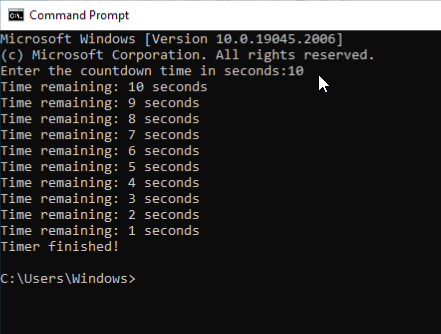 Command Prompt
Microsoft Windows [Version 10.0.19045.2006]
(c) Microsoft Corporation. All rights reserved.
Enter the countdown time in seconds:10
Time remaining: 10 seconds
Time remaining: 9 seconds
Time remaining: 8 seconds
Time remaining: 7 seconds
Time remaining: 6 seconds
Time remaining: 5 seconds
Time remaining: 4 seconds
Time remaining: 3 seconds
Time remaining: 2 seconds
Time remaining: 1 seconds
Timer finished!
C:\Users\Windows>